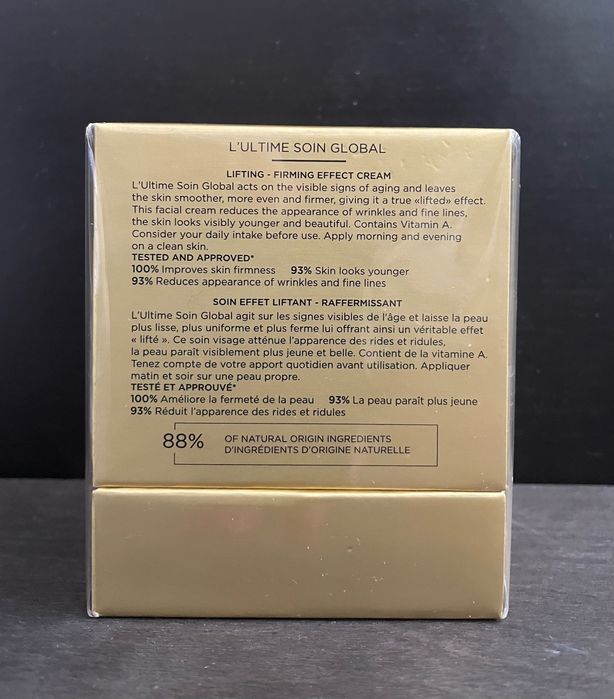 L'ULTIME SOIN GLOBAL
LIFTING - FIRMING EFFECT CREAM
L'Ultime Soin Global acts on the visible signs of aging and leaves
the skin smoother, more even and firmer, giving it a true «lifted» effect.
This facial cream reduces the appearance of wrinkles and fine lines,
the skin looks visibly younger and beautiful. Contains Vitamin A.
Consider your daily intake before use. Apply morning and evening
on a clean skin.
TESTED AND APPROVED*
100% Improves skin firmness 93% Skin looks younger
93% Reduces appearance of wrinkles and fine lines
SOIN EFFET LIFTANT - RAFFERMISSANT
L'Ultime Soin Global agit sur les signes visibles de l'âge et laisse la peau
plus lisse, plus uniforme et plus ferme lui offrant ainsi un véritable effet
« lifté ». Ce soin visage atténue l'apparence des rides et ridules,
la peau paraît visiblement plus jeune et belle. Contient de la vitamine A.
Tenez compte de votre apport quotidien avant utilisation. Appliquer
matin et soir sur une peau propre.
TESTÉ ET APPROUVÉ*
100% Améliore la fermeté de la peau 93% La peau paraît plus jeune
93% Réduit l'apparence des rides et ridules
88% OF NATURAL ORIGIN INGREDIENTS
D'INGRÉDIENTS D'ORIGINE NATURELLE